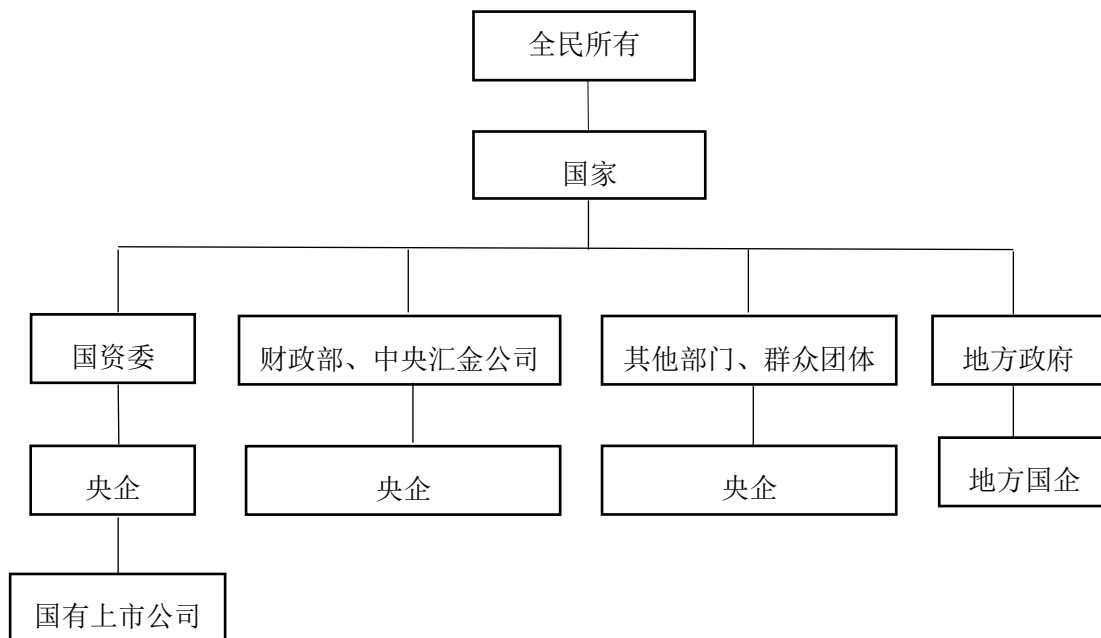 全民所有
国家
国资委
财政部、中央汇金公司
其他部门、群众团体
地方政府
央企
央企
央企
地方国企
国有上市公司